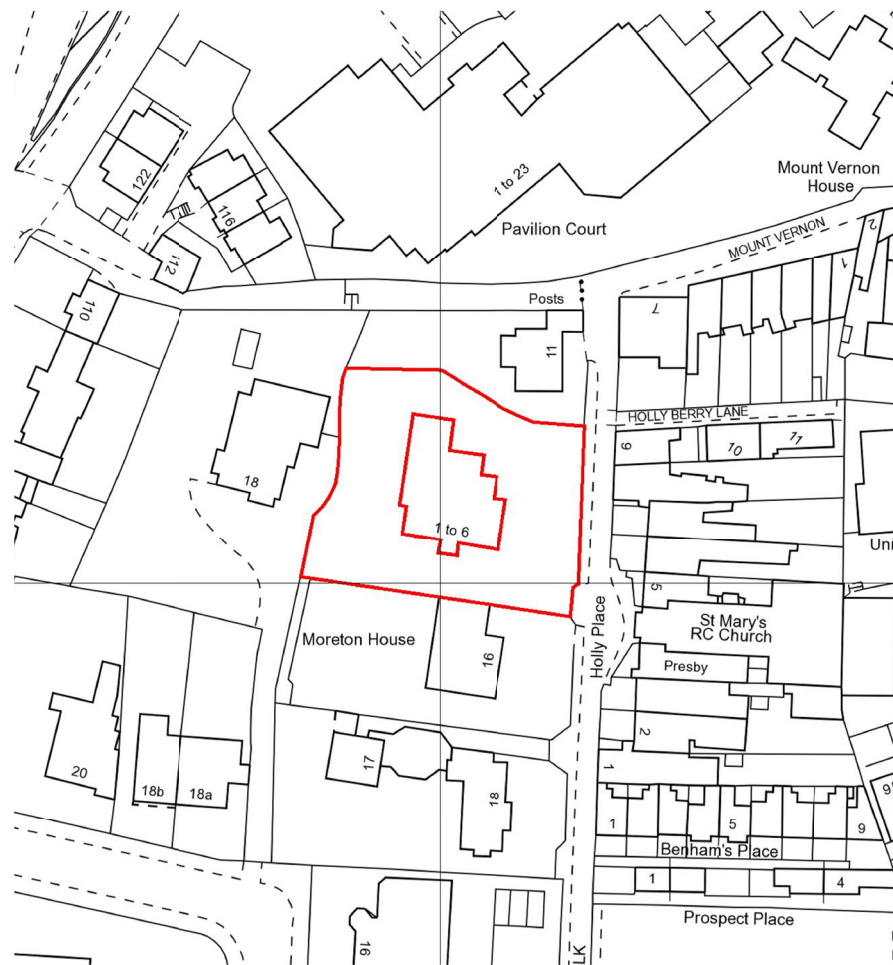 1 to 23
Pavilion Court
Mount Vernon
House
MOUNT VERNON
2
1
122
116
112
110
Posts
7
11
HOLLY BERRY LANE
9
10
11
18
1 to 6
5
St Mary's
RC Church
Presby
Holly Place
Moreton House
16
2
1
20
18b
18a
17
18
1
5
9
Benham's Place
1
4
Prospect Place
16